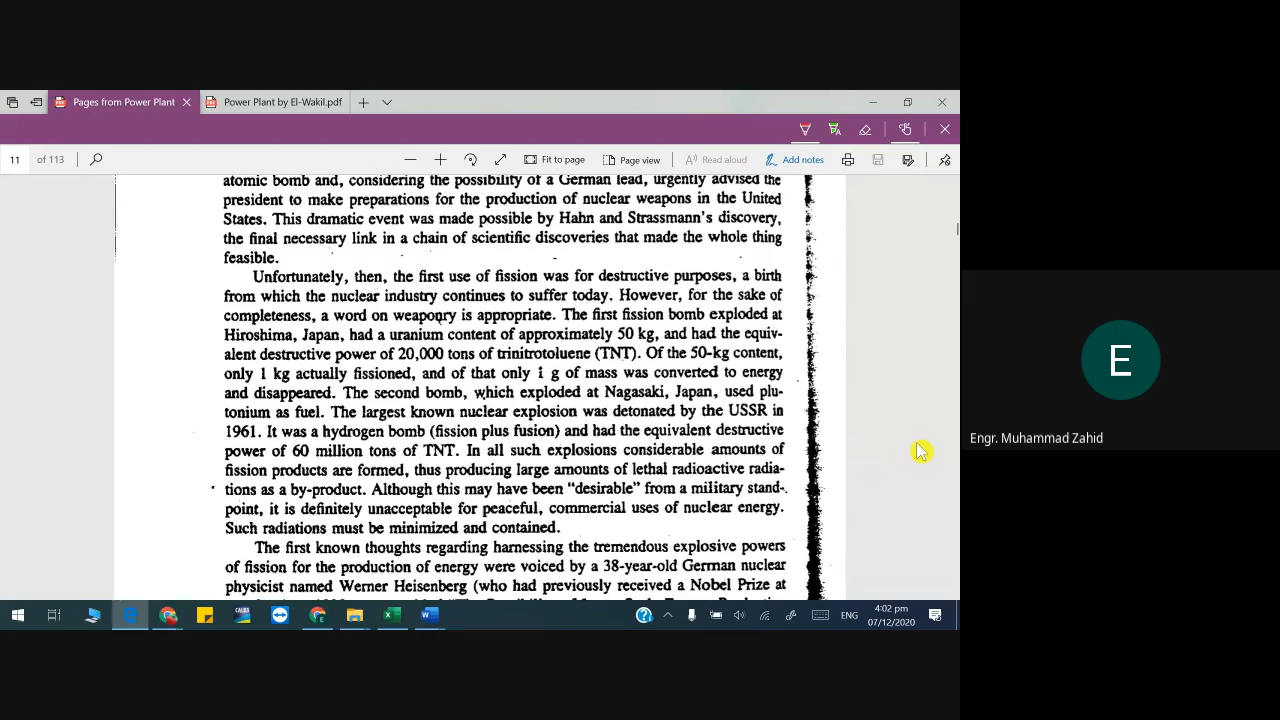 Pages from Power Plant
Power Plant by El-Wakil.pdf
11 of 113
Fit to page
Page view
Read aloud
Add notes
atomic bomb and, considering the possibility of a German lead, urgently advised the
president to make preparations for the production of nuclear weapons in the United
States. This dramatic event was made possible by Hahn and Strassmann's discovery,
the final necessary link in a chain of scientific discoveries that made the whole thing
feasible.
Unfortunately, then, the first use of fission was for destructive purposes, a birth
from which the nuclear industry continues to suffer today. However, for the sake of
completeness, a word on weaponry is appropriate. The first fission bomb exploded at
Hiroshima, Japan, had a uranium content of approximately 50 kg, and had the equiv-
alent destructive power of 20,000 tons of trinitrotoluene (TNT). Of the 50-kg content,
only 1 kg actually fissioned, and of that only 1 g of mass was converted to energy
and disappeared. The second bomb, which exploded at Nagasaki, Japan, used plu-
tonium as fuel. The largest known nuclear explosion was detonated by the USSR in
1961. It was a hydrogen bomb (fission plus fusion) and had the equivalent destructive
power of 60 million tons of TNT. In all such explosions considerable amounts of
fission products are formed, thus producing large amounts of lethal radioactive radia-
tions as a by-product. Although this may have been "desirable" from a military stand-
point, it is definitely unacceptable for peaceful, commercial uses of nuclear energy.
Such radiations must be minimized and contained.
The first known thoughts regarding harnessing the tremendous explosive powers
of fission for the production of energy were voiced by a 38-year-old German nuclear
physicist named Werner Heisenberg (who had previously received a Nobel Prize at
E
Engr. Muhammad Zahid
ENG
4:02 pm
07/12/2020